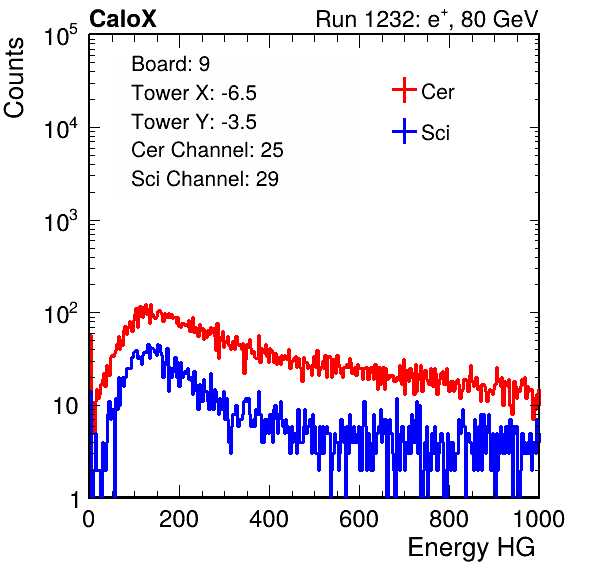 CaloX Run 1232: e⁺, 80 GeV
Counts
10⁵
10⁴
10³
10²
10
1
Board: 9
Tower X: -6.5
Tower Y: -3.5
Cer Channel: 25
Sci Channel: 29
Cer
Sci
0 200 400 600 800 1000
Energy HG